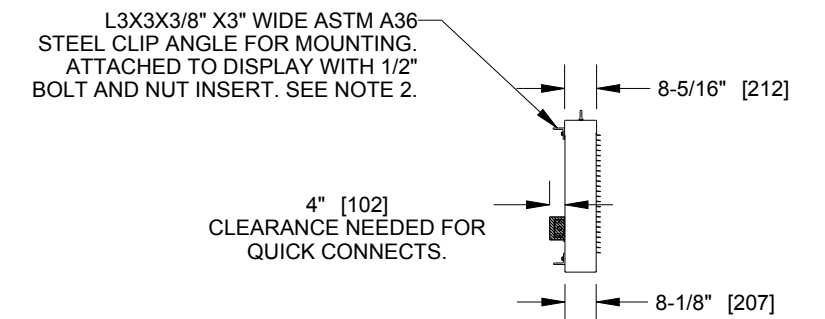 L3X3X3/8" X3" WIDE ASTM A36
STEEL CLIP ANGLE FOR MOUNTING.
ATTACHED TO DISPLAY WITH 1/2"
BOLT AND NUT INSERT. SEE NOTE 2.
8-5/16" [212]
4" [102]
CLEARANCE NEEDED FOR
QUICK CONNECTS.
8-1/8" [207]